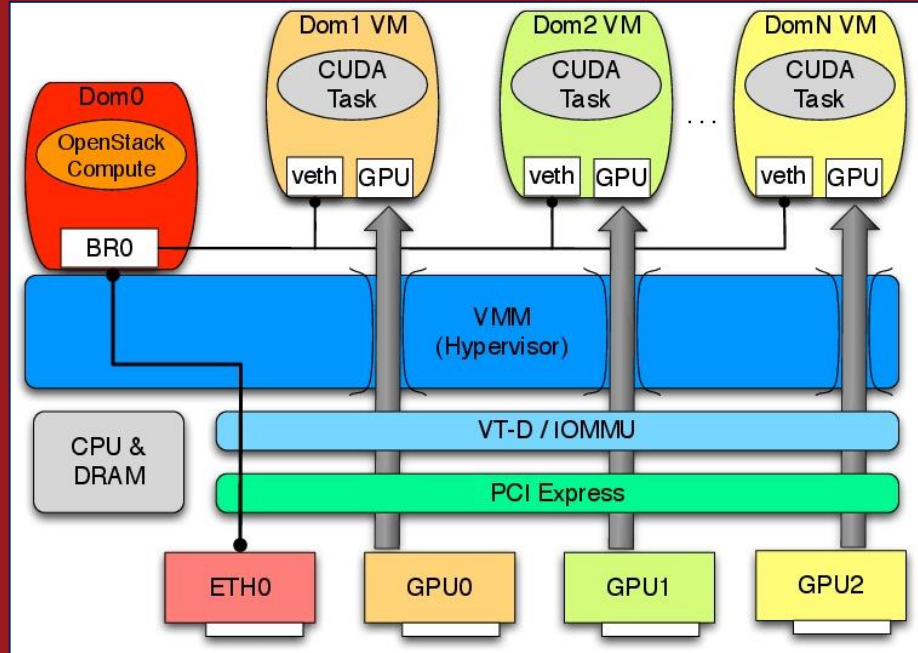 Dom1 VM
Dom2 VM
DomN VM
CUDA
Task
CUDA
Task
CUDA
Task
Dom0
OpenStack
Compute
. . .
veth
GPU
veth
GPU
veth
GPU
BR0
VMM
(Hypervisor)
VT-D / IOMMU
CPU &
DRAM
PCI Express
ETH0
GPU0
GPU1
GPU2